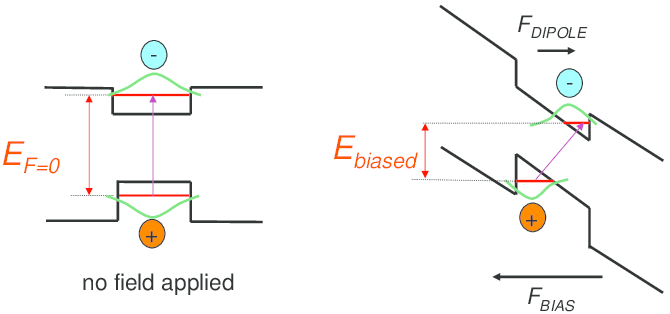 F_DIPOLE
-
-
E_F=0
E_biased
+
+
no field applied
F_BIAS